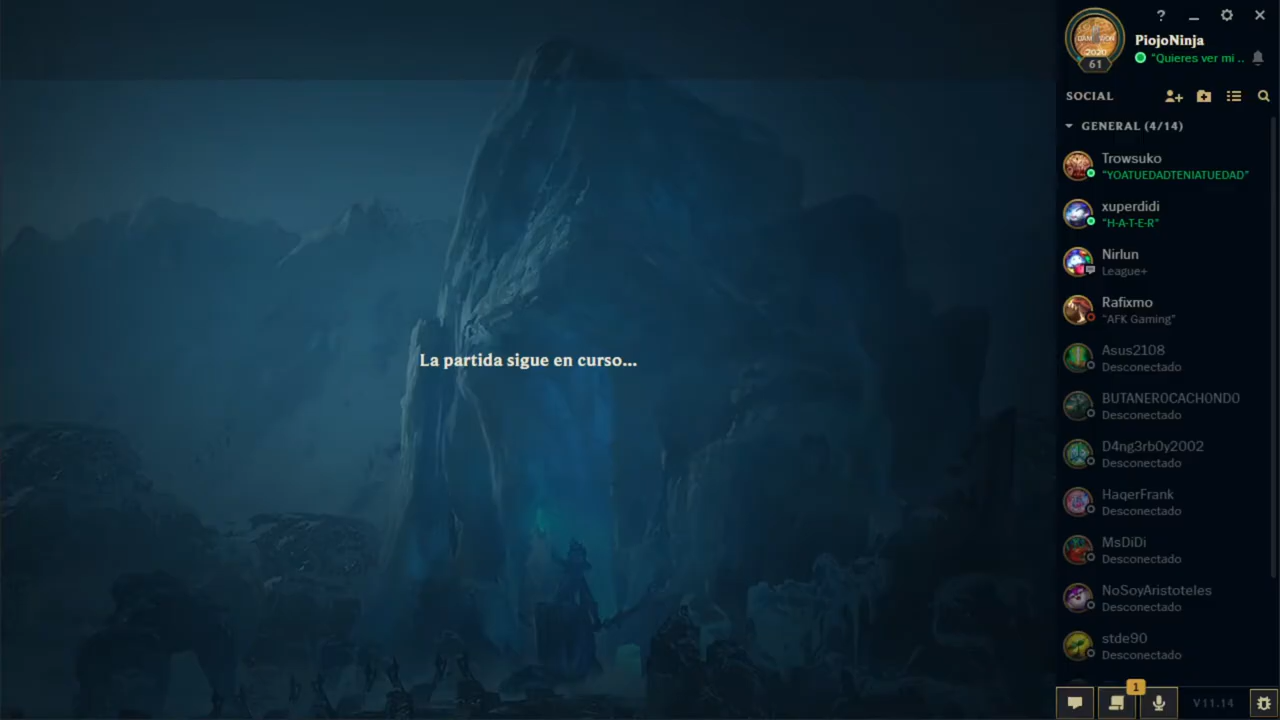 PiojoNinja
"Quieres ver mi ..
61
SOCIAL
GENERAL (4/14)
Trowsuko
"YOATUEDADTENIATUEDAD"
xuperdidi
"H-A-T-E-R"
Nirlun
League+
Rafixmo
"AFK Gaming"
Asus2108
Desconectado
BUTANEROCACHONDO
Desconectado
D4ng3rb0y2002
Desconectado
HaqerFrank
Desconectado
MsDiDi
Desconectado
NoSoyAristoteles
Desconectado
stde90
Desconectado
1
V11.14
La partida sigue en curso...